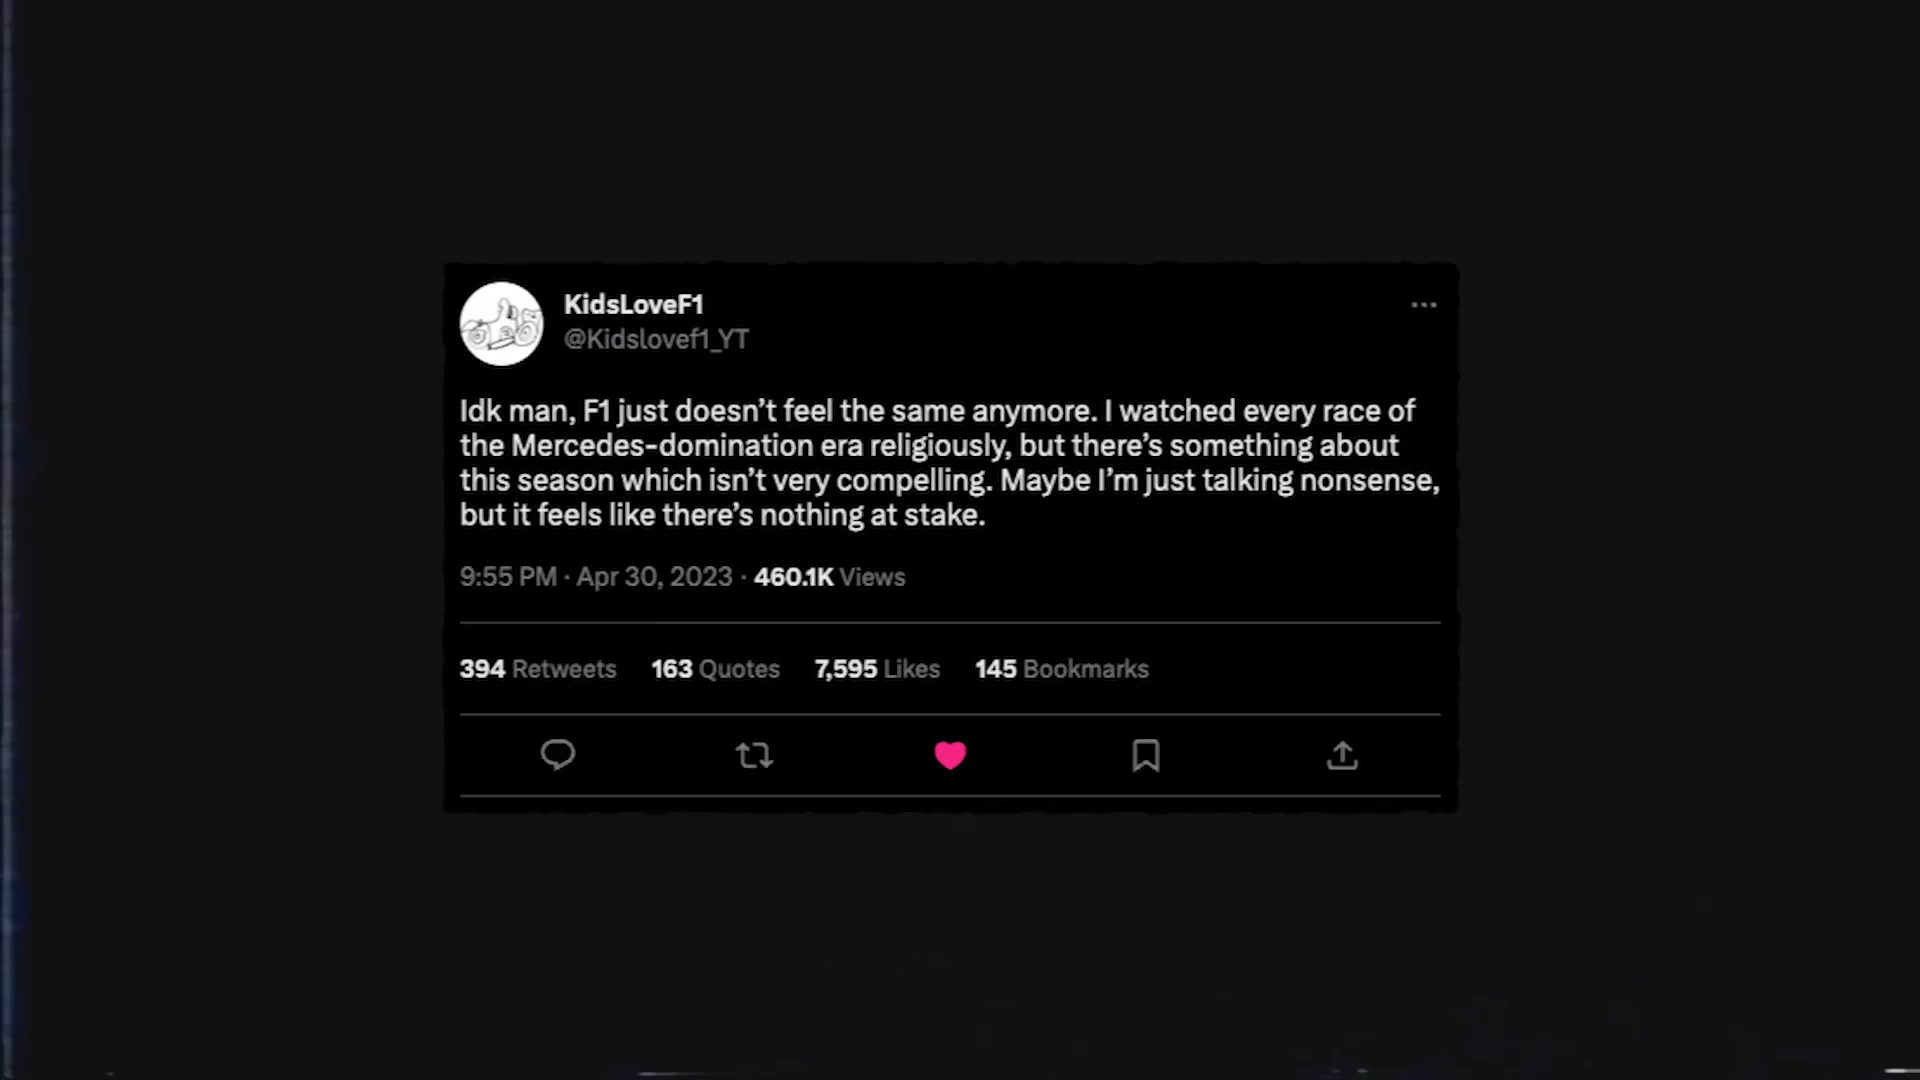 KidsLoveF1
@Kidslovef1_YT
Idk man, F1 just doesn’t feel the same anymore. I watched every race of
the Mercedes-domination era religiously, but there’s something about
this season which isn’t very compelling. Maybe I’m just talking nonsense,
but it feels like there’s nothing at stake.
9:55 PM · Apr 30, 2023 · 460.1K Views
394 Retweets 163 Quotes 7,595 Likes 145 Bookmarks